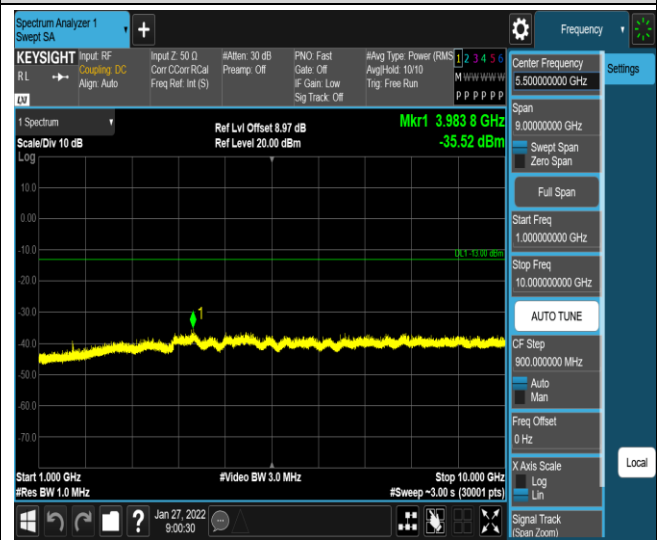 Spectrum Analyzer 1
Swept SA
Frequency
KEYSIGHT
RL
LXI
Input: RF
Coupling: DC
Align: Auto
Input Z: 50 Ω
Corr CCorr RCal
Freq Ref: Int (S)
#Atten: 30 dB
Preamp: Off
PNO: Fast
Gate: Off
IF Gain: Low
Sig Track: Off
#Avg Type: Power (RMS
Avg|Hold: 10/10
Trig: Free Run
1 2 3 4 5 6
M W W W W W
P P P P P P
1 Spectrum
Scale/Div 10 dB
Ref Lvl Offset 8.97 dB
Ref Level 20.00 dBm
Mkr1 3.983 8 GHz
-35.52 dBm
Log
10.0
0.00
-10.0
DL1 -13.00 dBm
-20.0
-30.0
1
-40.0
-50.0
-60.0
-70.0
Start 1.000 GHz
#Res BW 1.0 MHz
#Video BW 3.0 MHz
Stop 10.000 GHz
#Sweep ~3.00 s (30001 pts)
Jan 27, 2022
9:00:30
Center Frequency
5.500000000 GHz
Span
9.00000000 GHz
Swept Span
Zero Span
Full Span
Start Freq
1.000000000 GHz
Stop Freq
10.000000000 GHz
AUTO TUNE
CF Step
900.000000 MHz
Auto
Man
Freq Offset
0 Hz
X Axis Scale
Log
Lin
Signal Track
(Span Zoom)
Settings
Local